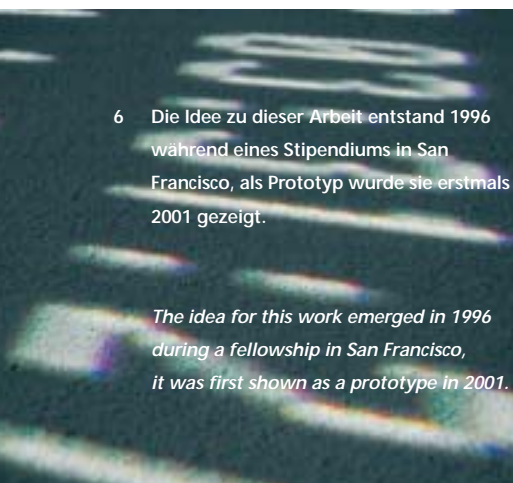 6 Die Idee zu dieser Arbeit entstand 1996
während eines Stipendiums in San
Francisco, als Prototyp wurde sie erstmals
2001 gezeigt.
The idea for this work emerged in 1996
during a fellowship in San Francisco,
it was first shown as a prototype in 2001.